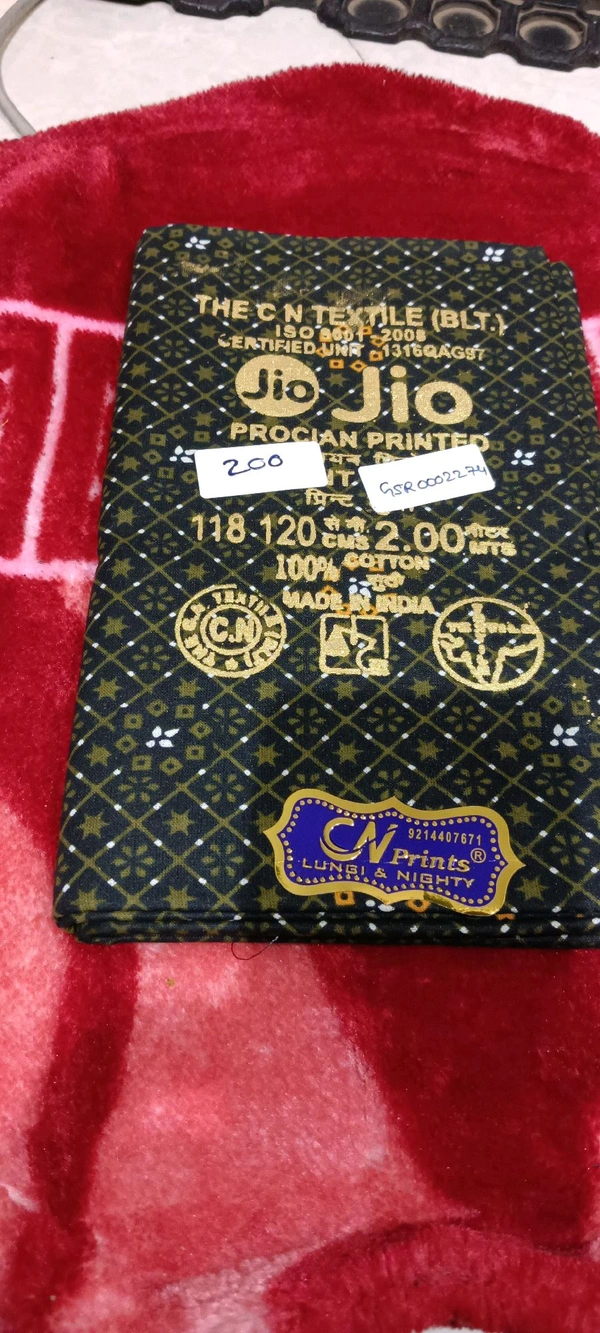 THE C N TEXTILE (BLT.)
ISO 9001 2008
CERTIFIED UNIT 1316QAG97
Jio Jio
PROCIAN PRINTED
200
GSR0002274
प्रिन्ट
118 120 से.मी. CMS 2.00 मीटर MTS
100% COTTON
MADE IN INDIA
C.N
CN Prints ®
9214407671
LUNGI & NIGHTY